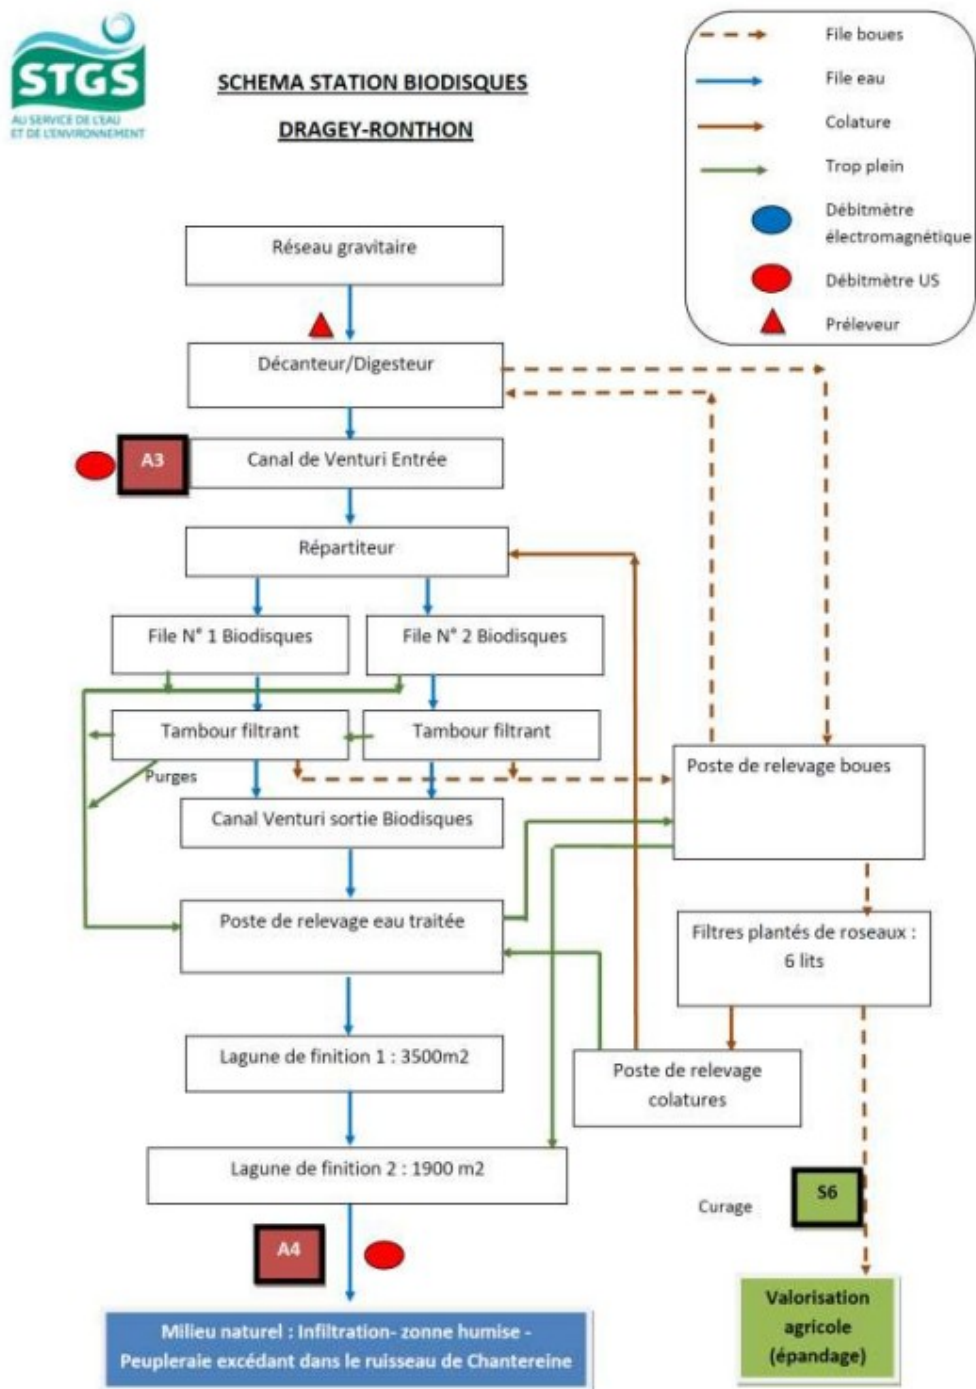 STGS
AU SERVICE DE L'EAU
ET DE L'ENVIRONNEMENT
SCHEMA STATION BIODISQUES
DRAGEY-RONTHON
File boues
File eau
Colature
Trop plein
Débitmètre
électromagnétique
Débitmètre US
Préleveur
Réseau gravitaire
Décanteur/Digesteur
A3
Canal de Venturi Entrée
Répartiteur
File N° 1 Biodisques
File N° 2 Biodisques
Tambour filtrant
Tambour filtrant
Purges
Poste de relevage boues
Canal Venturi sortie Biodisques
Poste de relevage eau traitée
Filtres plantés de roseaux :
6 lits
Lagune de finition 1 : 3500m2
Poste de relevage
colatures
Lagune de finition 2 : 1900 m2
S6
Curage
A4
Milieu naturel : Infiltration- zonne humise -
Peupleraie excédant dans le ruisseau de Chantereine
Valorisation
agricole
(épandage)